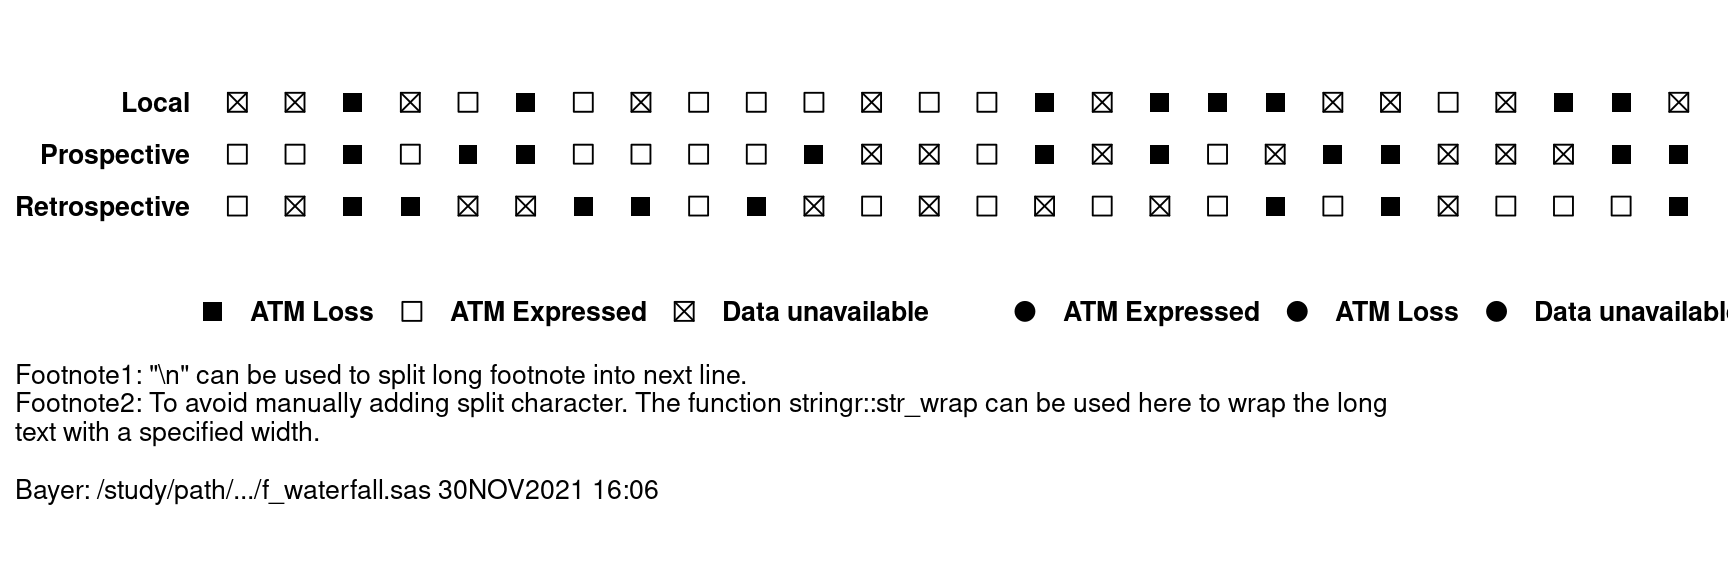 Local
Prospective
Retrospective
ATM Loss ATM Expressed Data unavailable ATM Expressed ATM Loss Data unavailabl
Footnote1: "\n" can be used to split long footnote into next line.
Footnote2: To avoid manually adding split character. The function stringr::str_wrap can be used here to wrap the long
text with a specified width.
Bayer: /study/path/.../f_waterfall.sas 30NOV2021 16:06